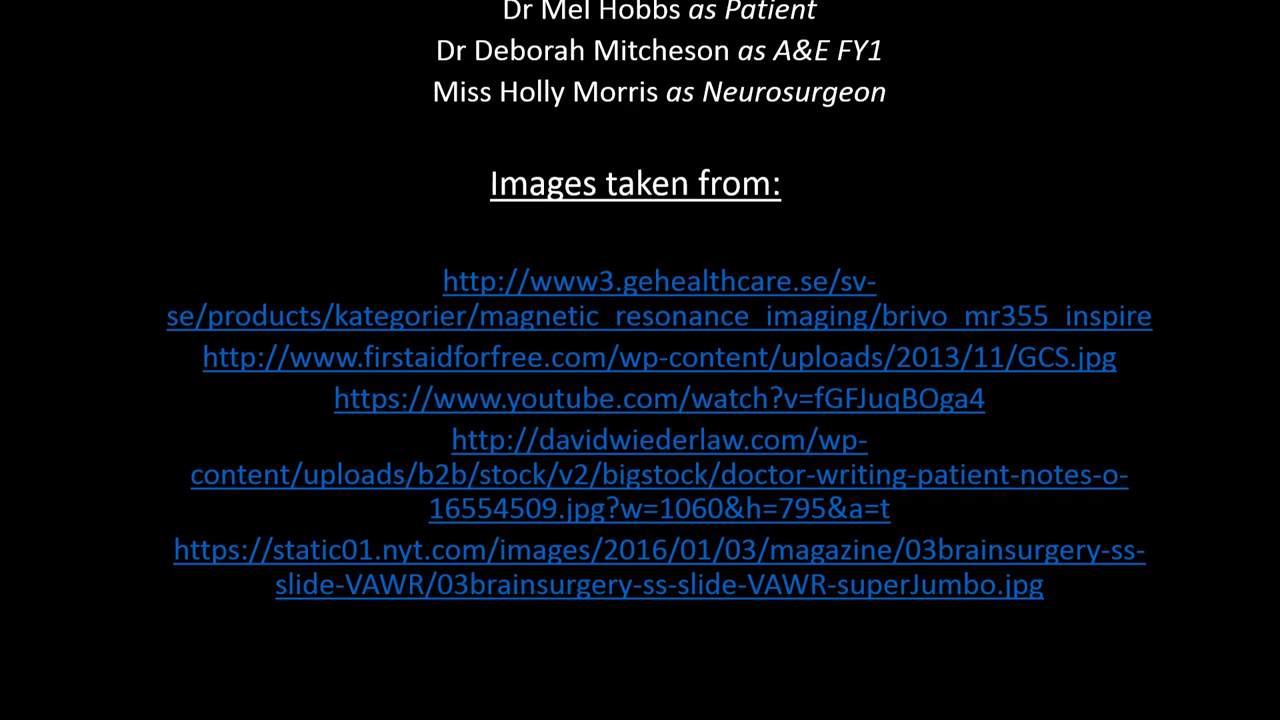 Dr Mel Hobbs as Patient
Dr Deborah Mitcheson as A&E FY1
Miss Holly Morris as Neurosurgeon
Images taken from:
http://www3.gehealthcare.se/sv-
se/products/kategorier/magnetic_resonance_imaging/brivo_mr355_inspire
http://www.firstaidforfree.com/wp-content/uploads/2013/11/GCS.jpg
https://www.youtube.com/watch?v=fGFJuqBOga4
http://davidwiederlaw.com/wp-
content/uploads/b2b/stock/v2/bigstock/doctor-writing-patient-notes-o-
16554509.jpg?w=1060&h=795&a=t
https://static01.nyt.com/images/2016/01/03/magazine/03brainsurgery-ss-
slide-VAWR/03brainsurgery-ss-slide-VAWR-superJumbo.jpg